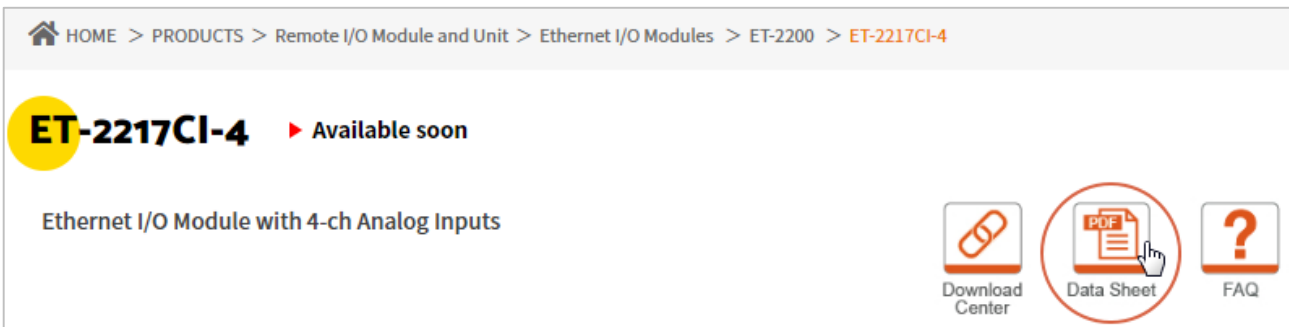 HOME > PRODUCTS > Remote I/O Module and Unit > Ethernet I/O Modules > ET-2200 > ET-2217CI-4
ET-2217CI-4 Available soon
Ethernet I/O Module with 4-ch Analog Inputs
PDF ?
Download Center Data Sheet FAQ